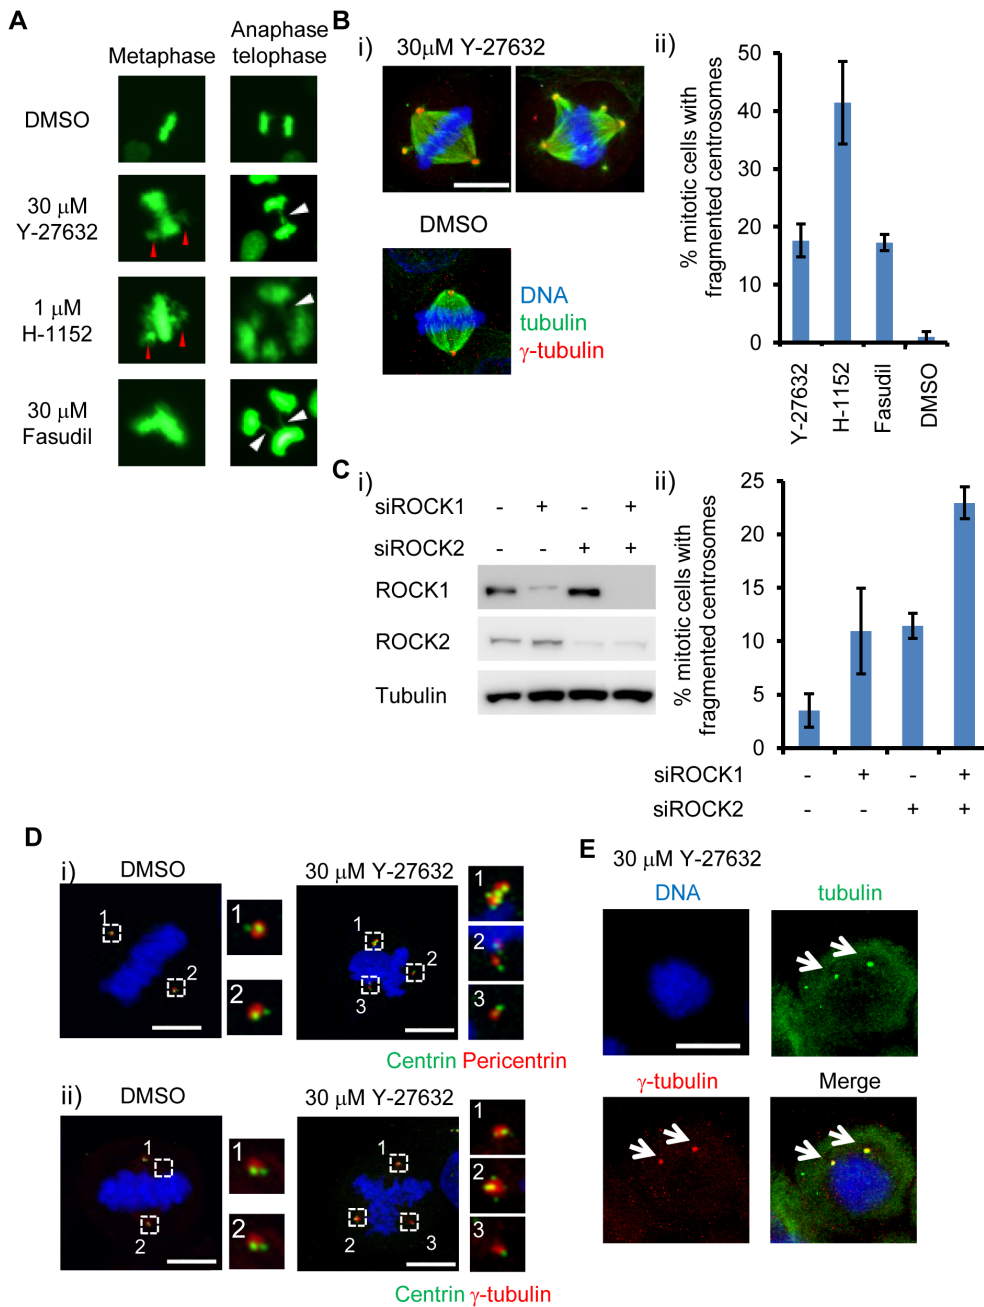 A
Metaphase
Anaphase
telophase
DMSO
30 μM
Y-27632
1 μM
H-1152
30 μM
Fasudil
B
i)
30μM Y-27632
DMSO
DNA
tubulin
γ-tubulin
ii)
% mitotic cells with
fragmented centrosomes
50
40
30
20
10
0
Y-27632
H-1152
Fasudil
DMSO
C
i)
siROCK1 - + - +
siROCK2 - - + +
ROCK1
ROCK2
Tubulin
ii)
% mitotic cells with
fragmented centrosomes
25
20
15
10
5
0
siROCK1 - + - +
siROCK2 - - + +
D
i)
DMSO
1
2
1
2
30 μM Y-27632
1
2
3
1
2
3
Centrin Pericentrin
ii)
DMSO
1
2
1
2
30 μM Y-27632
1
2
3
1
2
3
Centrin γ-tubulin
E
30 μM Y-27632
DNA
tubulin
γ-tubulin
Merge